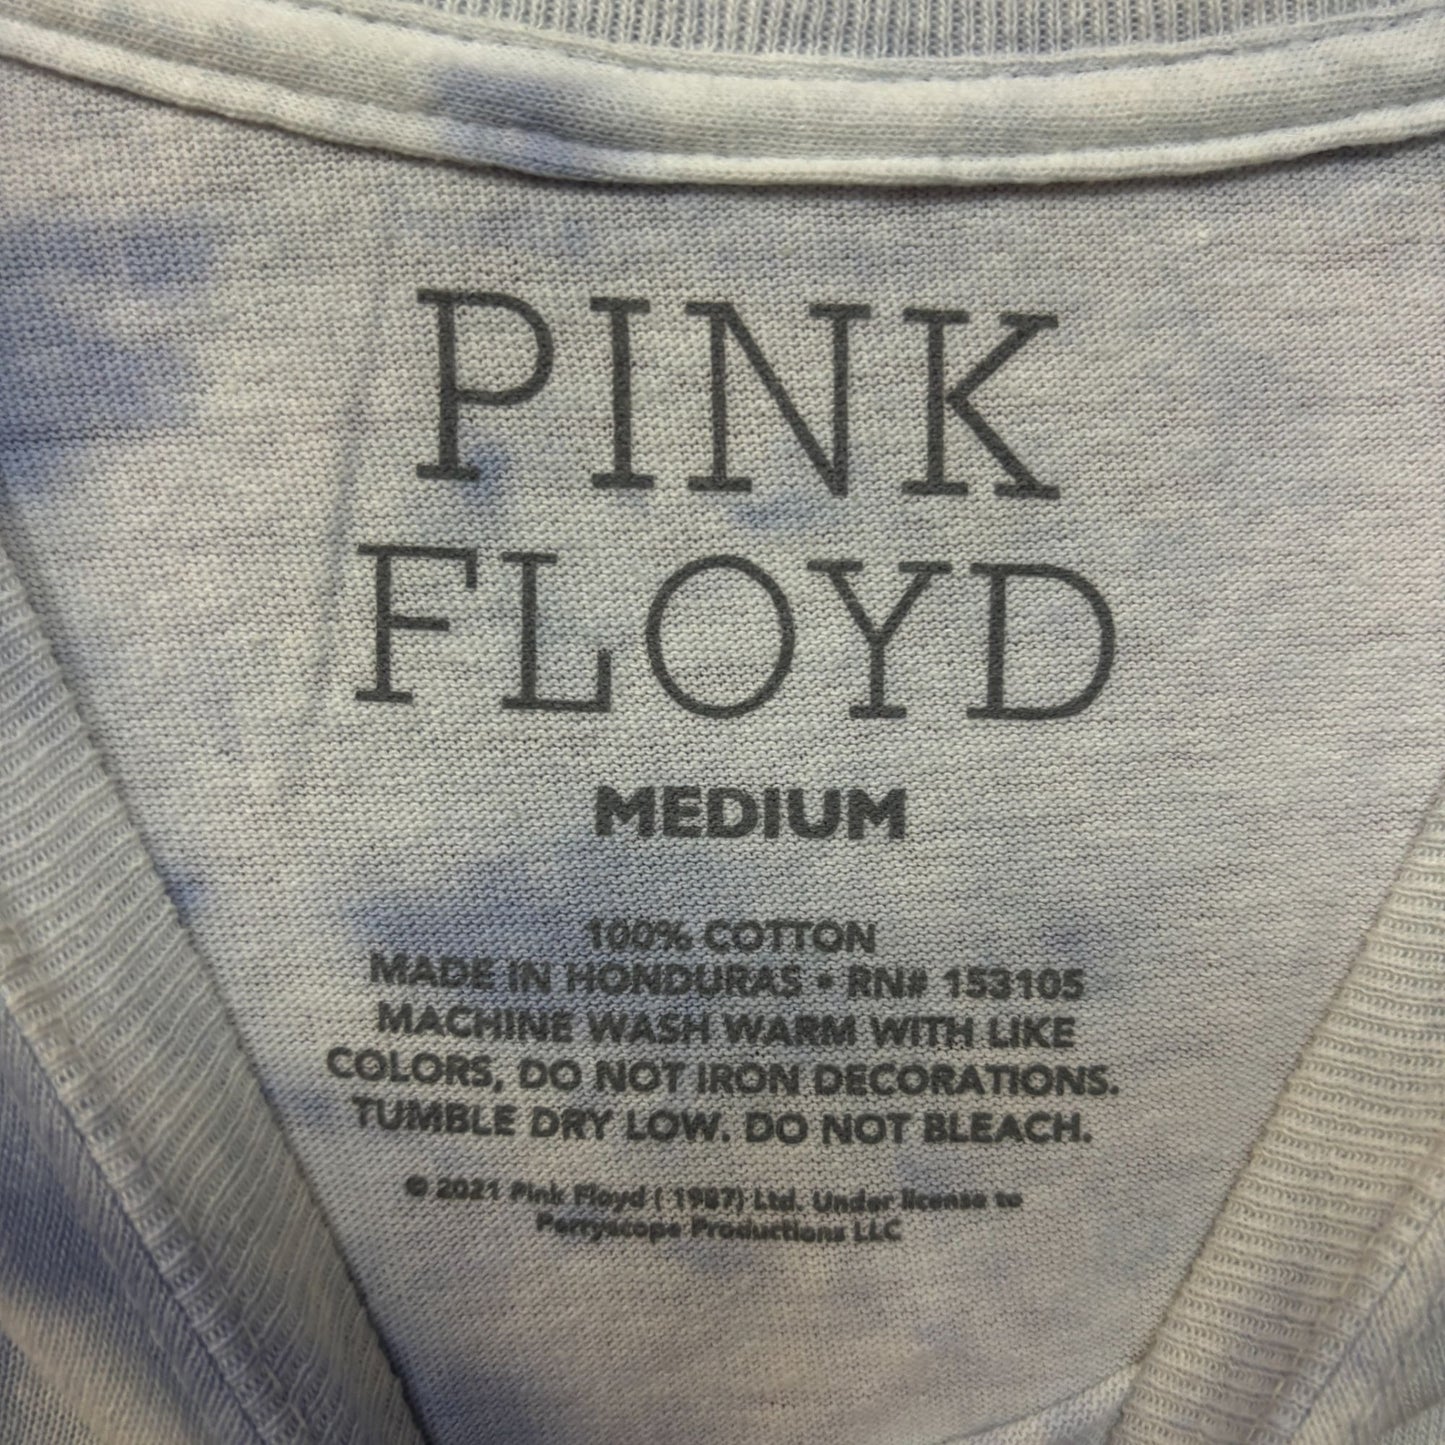 PINK
FLOYD
MEDIUM
100% COTTON
MADE IN HONDURAS • RN# 153105
MACHINE WASH WARM WITH LIKE
COLORS, DO NOT IRON DECORATIONS.
TUMBLE DRY LOW. DO NOT BLEACH.
© 2021 Pink Floyd ( 1987) Ltd. Under license to
Perryscope Productions LLC